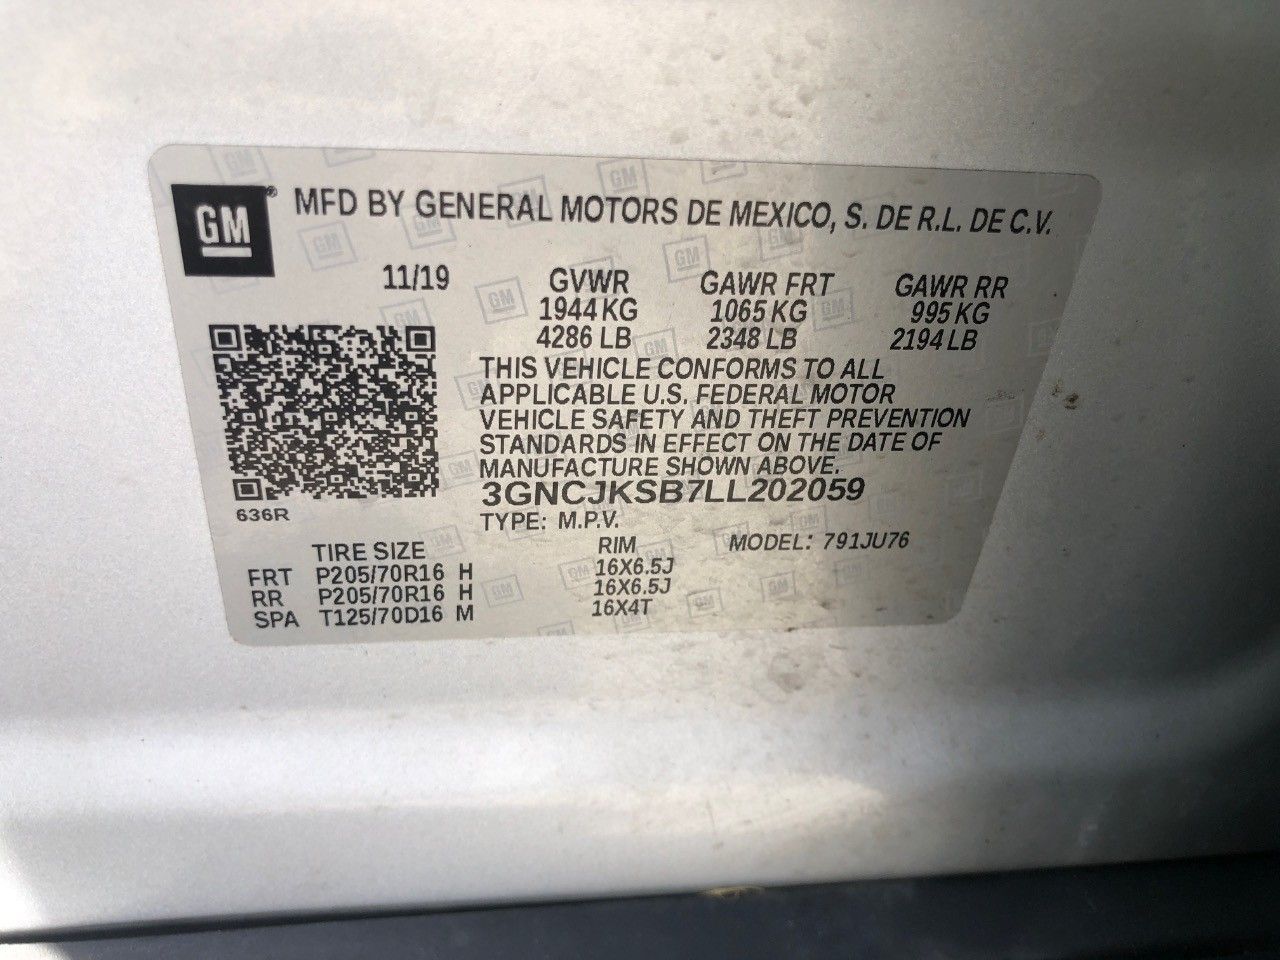 GM ® MFD BY GENERAL MOTORS DE MEXICO, S. DE R.L. DE C.V.
11/19 GVWR GAWR FRT GAWR RR
1944 KG 1065 KG 995 KG
4286 LB 2348 LB 2194 LB
THIS VEHICLE CONFORMS TO ALL
APPLICABLE U.S. FEDERAL MOTOR
VEHICLE SAFETY AND THEFT PREVENTION
STANDARDS IN EFFECT ON THE DATE OF
MANUFACTURE SHOWN ABOVE.
3GNCJKSB7LL202059
636R
TYPE: M.P.V.
TIRE SIZE RIM MODEL: 791JU76
FRT P205/70R16 H 16X6.5J
RR P205/70R16 H 16X6.5J
SPA T125/70D16 M 16X4T